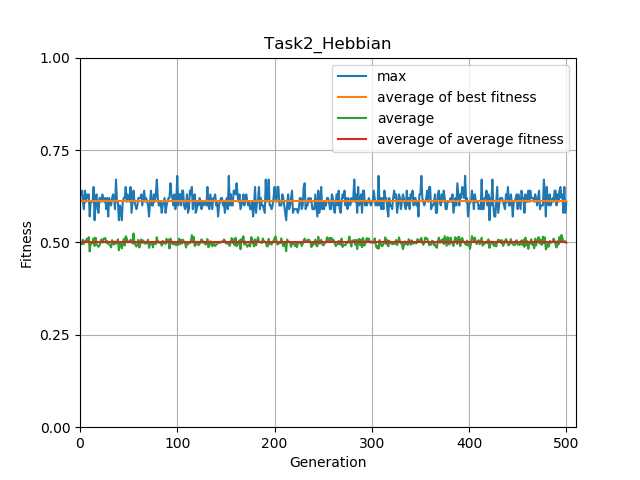 Task2_Hebbian
1.00
0.75
0.50
0.25
0.00
Fitness
max
average of best fitness
average
average of average fitness
0
100
200
300
400
500
Generation